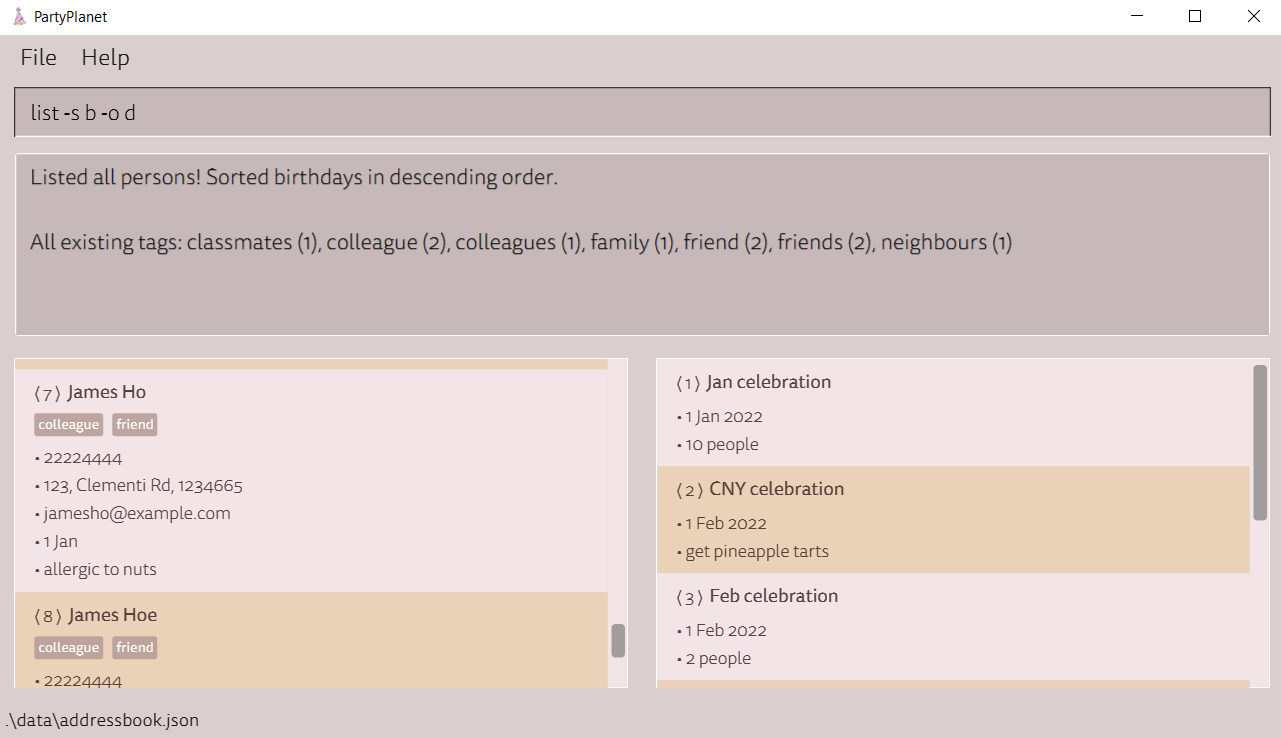 PartyPlanet
File Help
list -s b -o d
Listed all persons! Sorted birthdays in descending order.
All existing tags: classmates (1), colleague (2), colleagues (1), family (1), friend (2), friends (2), neighbours (1)
⟨7⟩ James Ho
colleague friend
• 22224444
• 123, Clementi Rd, 1234665
• jamesho@example.com
• 1 Jan
• allergic to nuts
⟨8⟩ James Hoe
colleague friend
• 22224444
⟨1⟩ Jan celebration
• 1 Jan 2022
• 10 people
⟨2⟩ CNY celebration
• 1 Feb 2022
• get pineapple tarts
⟨3⟩ Feb celebration
• 1 Feb 2022
• 2 people
.\data\addressbook.json